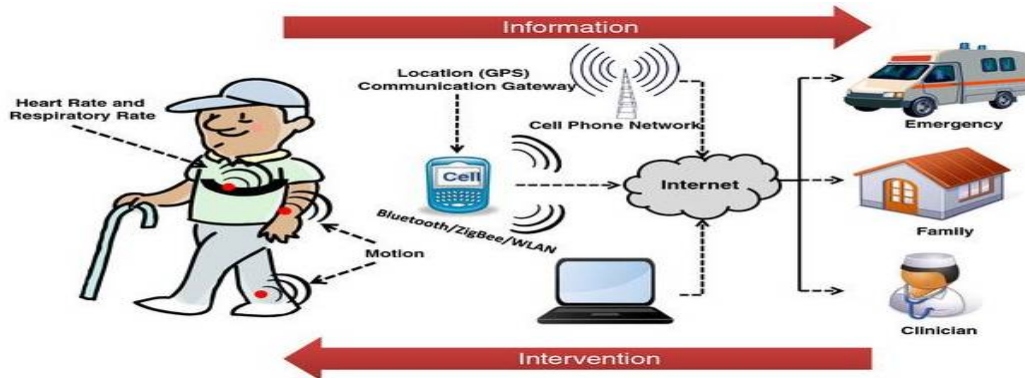 Information
Location (GPS)
Communication Gateway
Heart Rate and
Respiratory Rate
Cell Phone Network
Emergency
Cell
Internet
Bluetooth/ZigBee/WLAN
Family
Motion
Clinician
Intervention